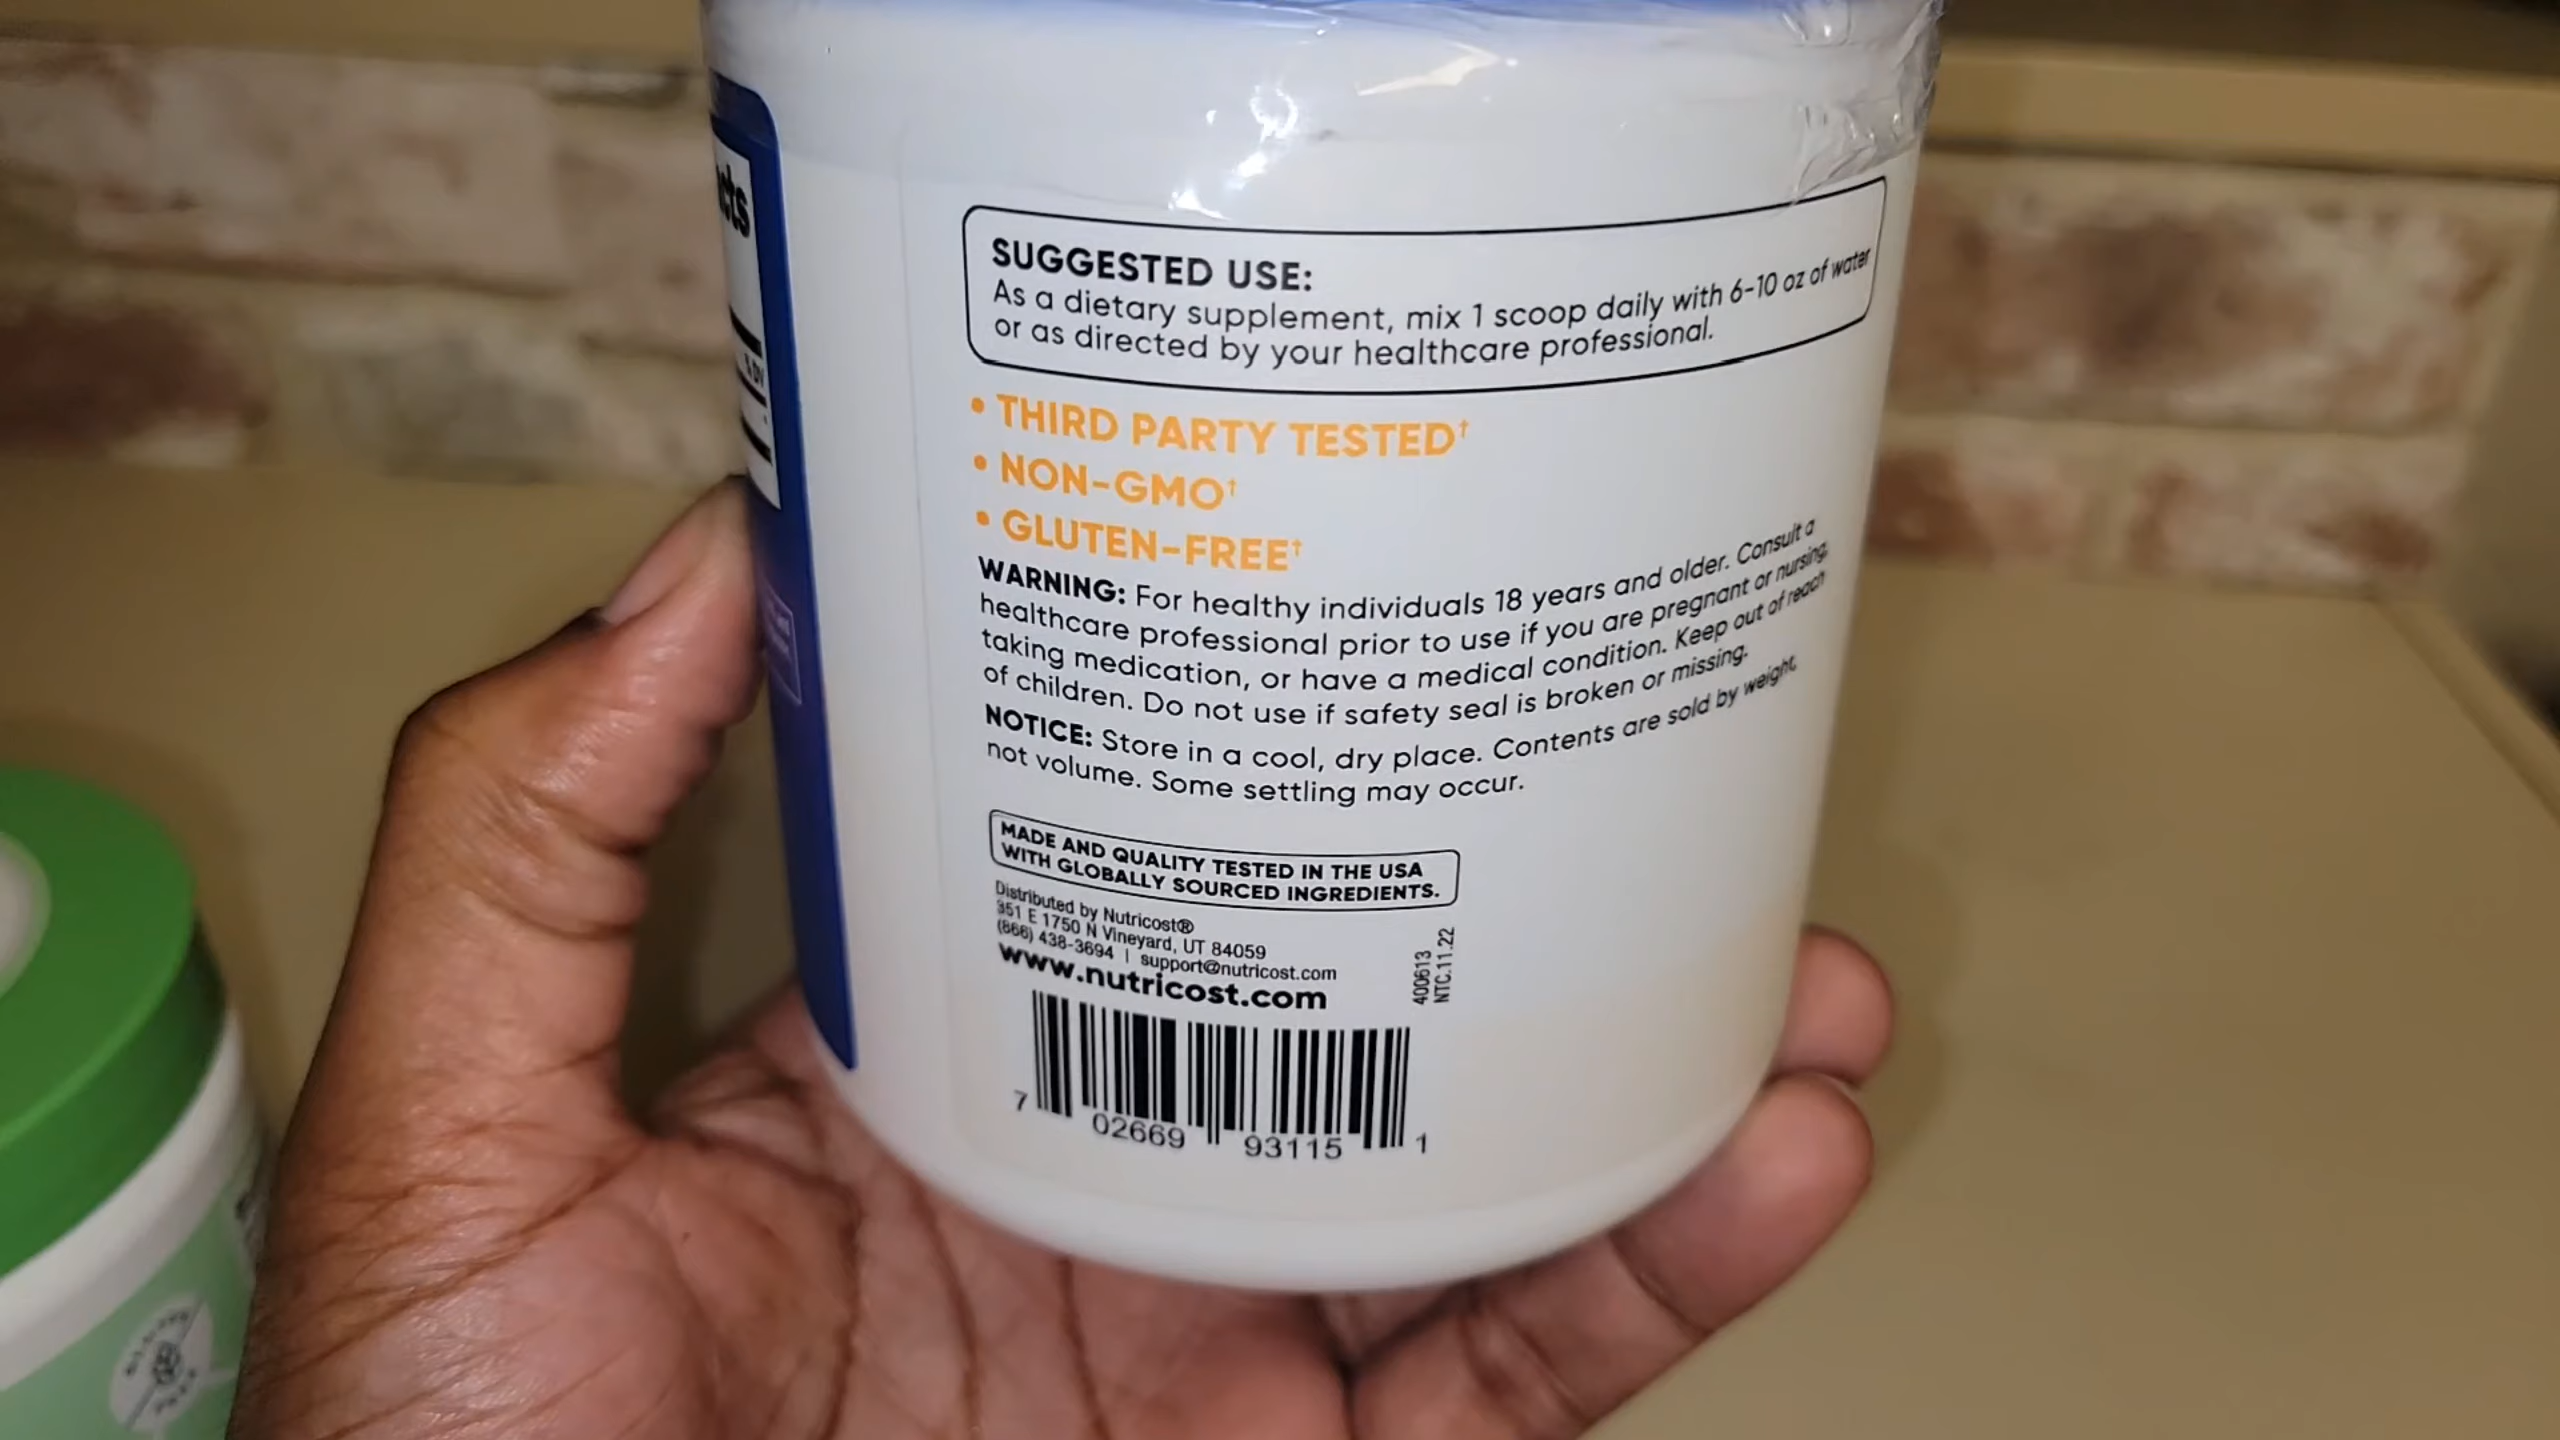 cts
% DV
SUGGESTED USE:
As a dietary supplement, mix 1 scoop daily with 6-10 oz of water
or as directed by your healthcare professional.
• THIRD PARTY TESTED†
• NON-GMO†
• GLUTEN-FREE†
WARNING: For healthy individuals 18 years and older. Consult a
healthcare professional prior to use if you are pregnant or nursing,
taking medication, or have a medical condition. Keep out of reach
of children. Do not use if safety seal is broken or missing.
NOTICE: Store in a cool, dry place. Contents are sold by weight,
not volume. Some settling may occur.
MADE AND QUALITY TESTED IN THE USA
WITH GLOBALLY SOURCED INGREDIENTS.
Distributed by Nutricost®
351 E 1750 N Vineyard, UT 84059
(866) 438-3694 | support@nutricost.com
www.nutricost.com
400613
NTC.11.22
7 02669 93115 1